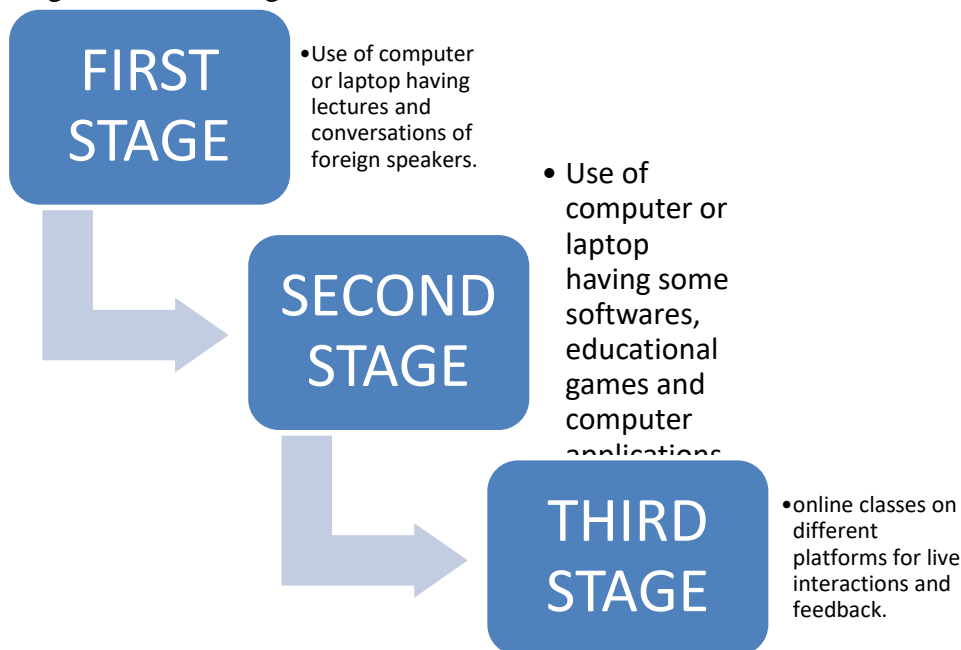 FIRST
STAGE
•Use of computer
or laptop having
lectures and
conversations of
foreign speakers.
SECOND
STAGE
• Use of
computer or
laptop
having some
softwares,
educational
games and
computer
applications
THIRD
STAGE
•online classes on
different
platforms for live
interactions and
feedback.